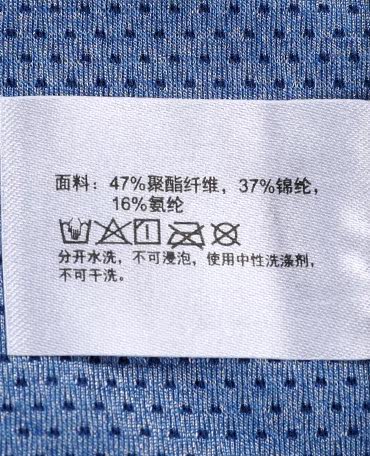 面料：47%聚酯纤维，37%锦纶，
16%氨纶
分开水洗，不可浸泡，使用中性洗涤剂，
不可干洗。